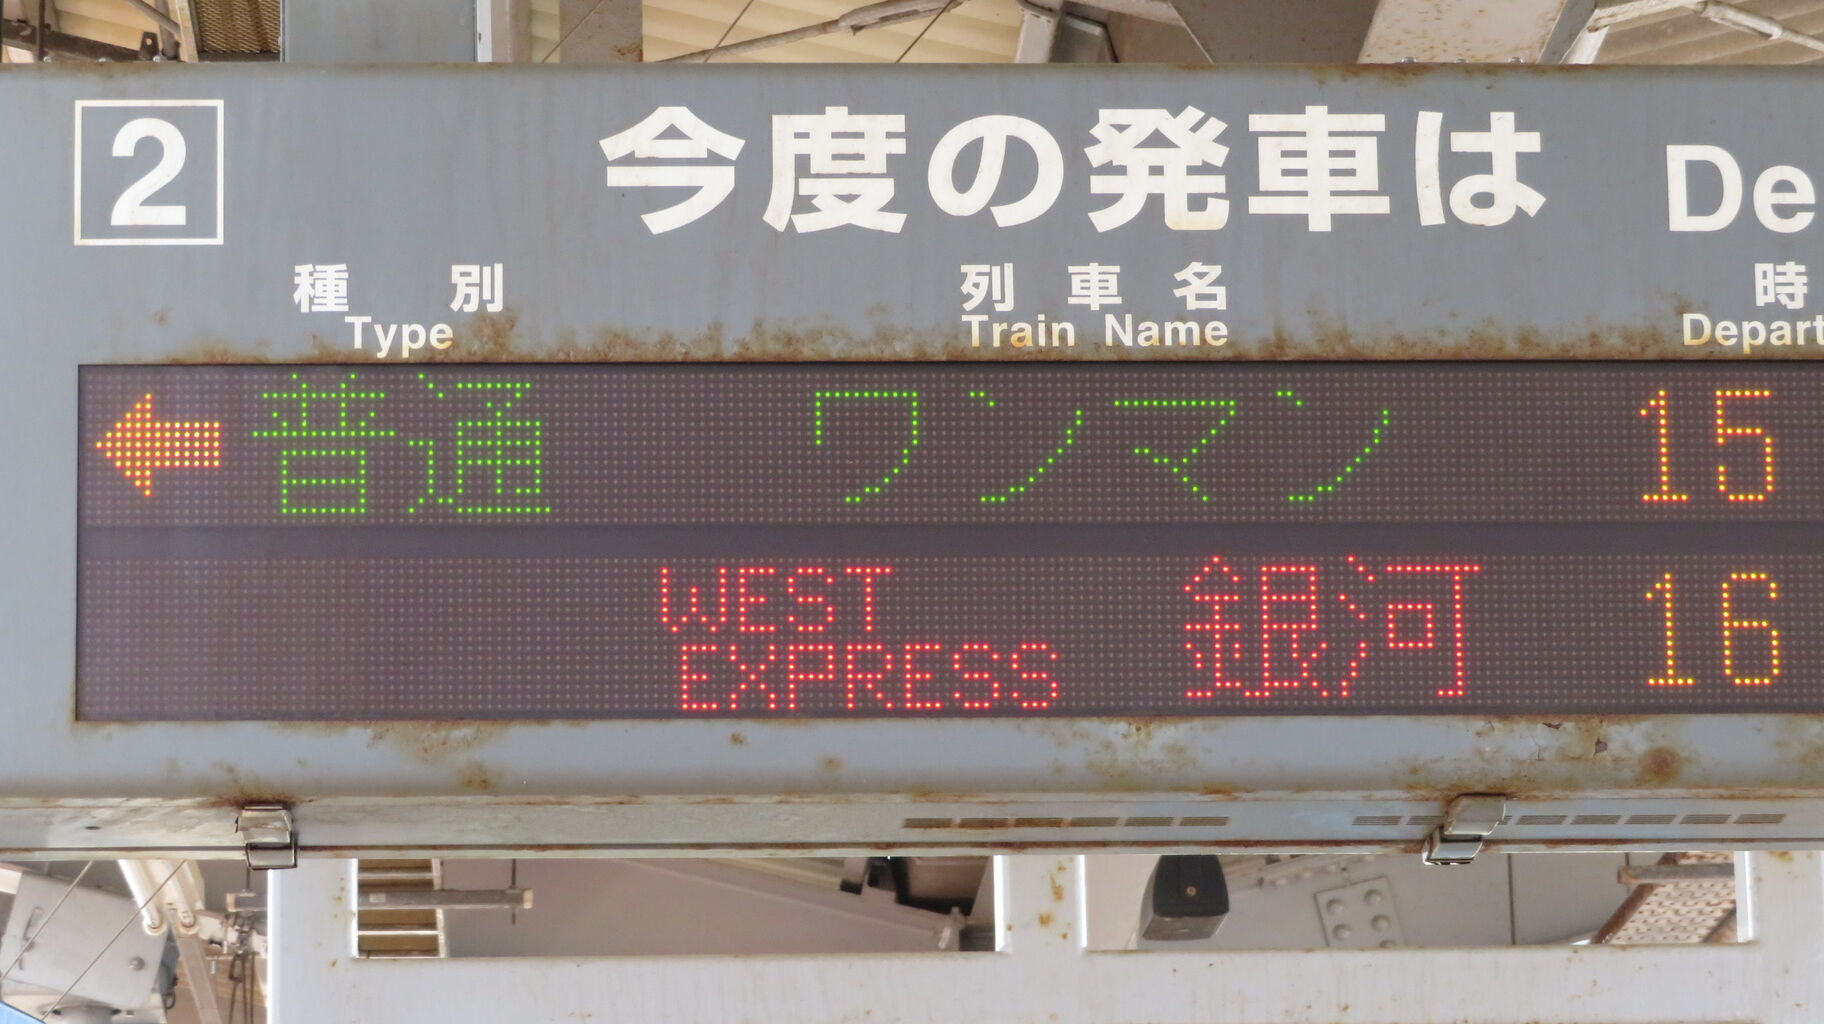 2 今度の発車は De
種別 列車名 時
Type Train Name Depart
普通 ワンマン 15
WEST
EXPRESS 銀河 16